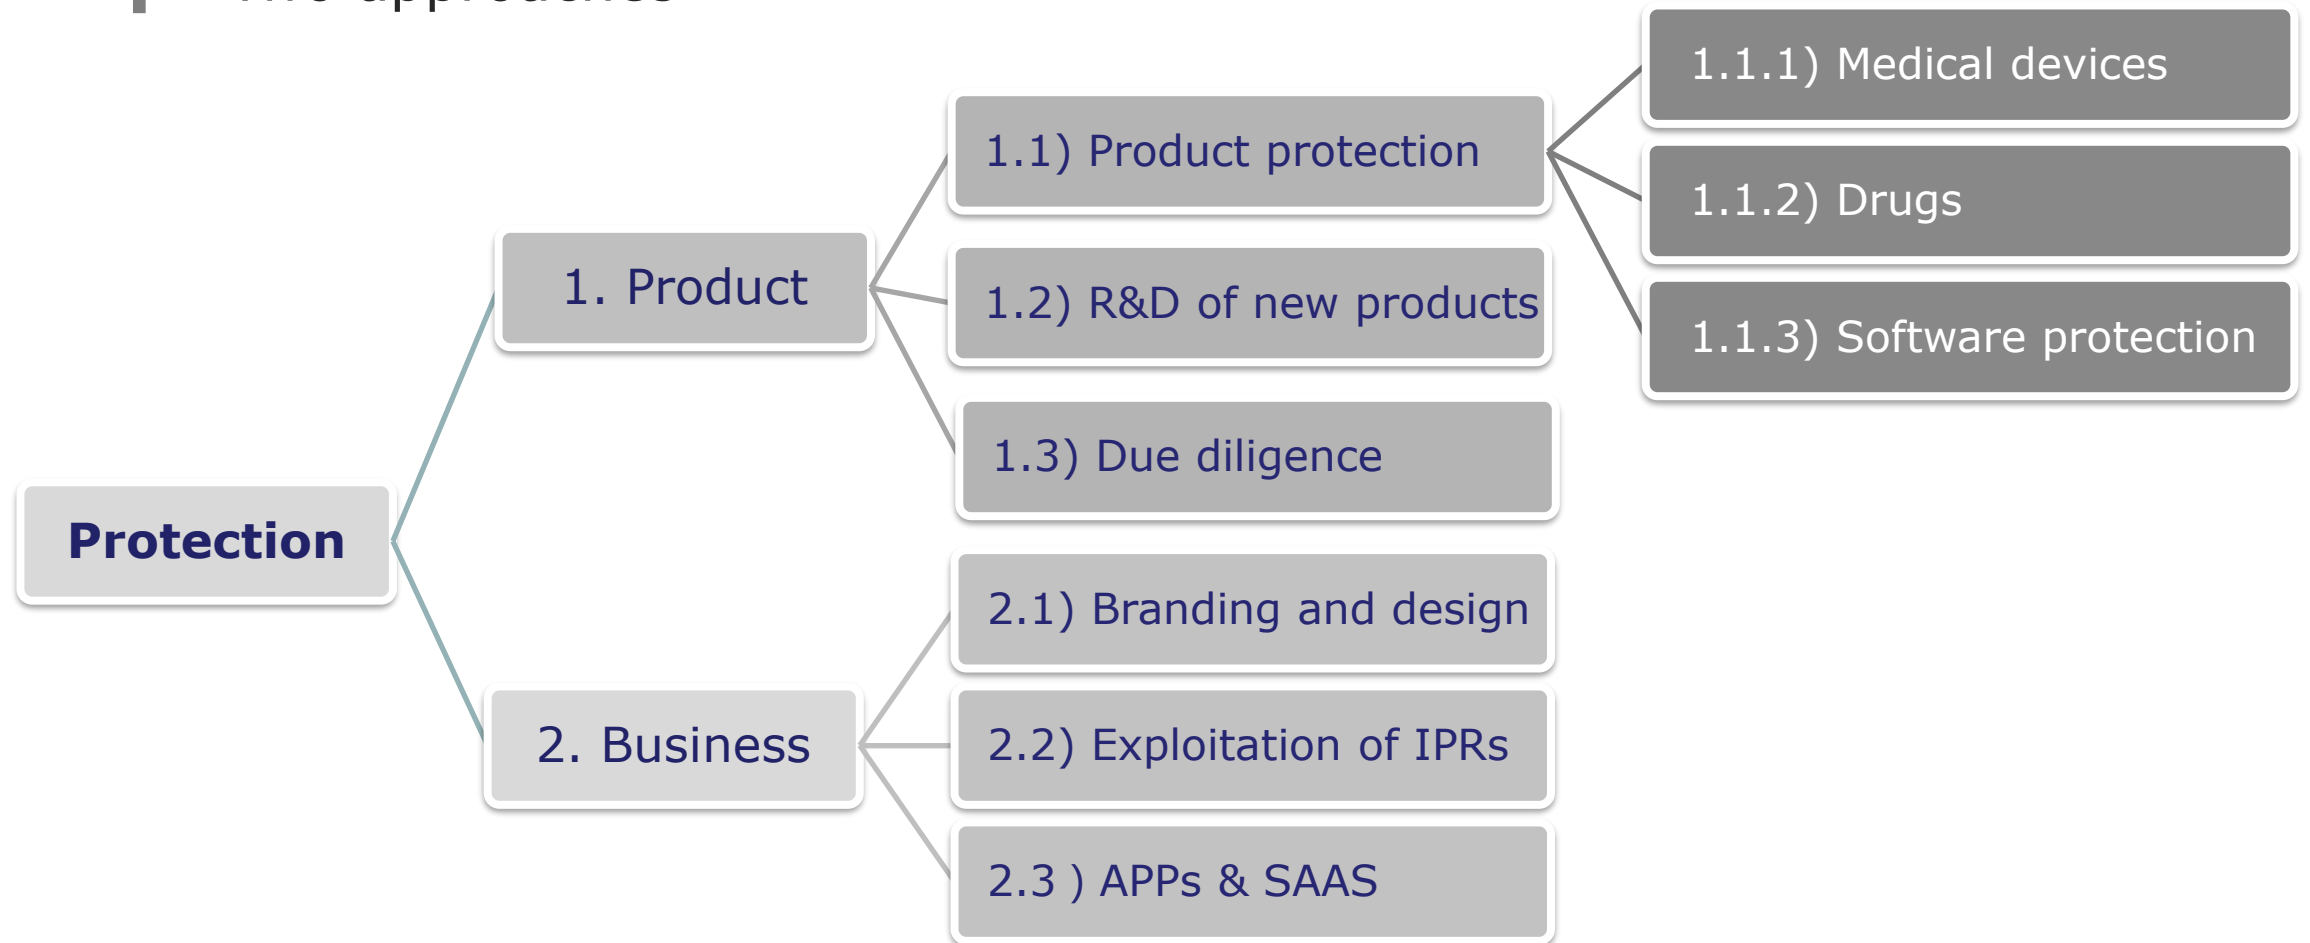 Protection
1. Product
1.1) Product protection
1.1.1) Medical devices
1.1.2) Drugs
1.1.3) Software protection
1.2) R&D of new products
1.3) Due diligence
2. Business
2.1) Branding and design
2.2) Exploitation of IPRs
2.3 ) APPs & SAAS